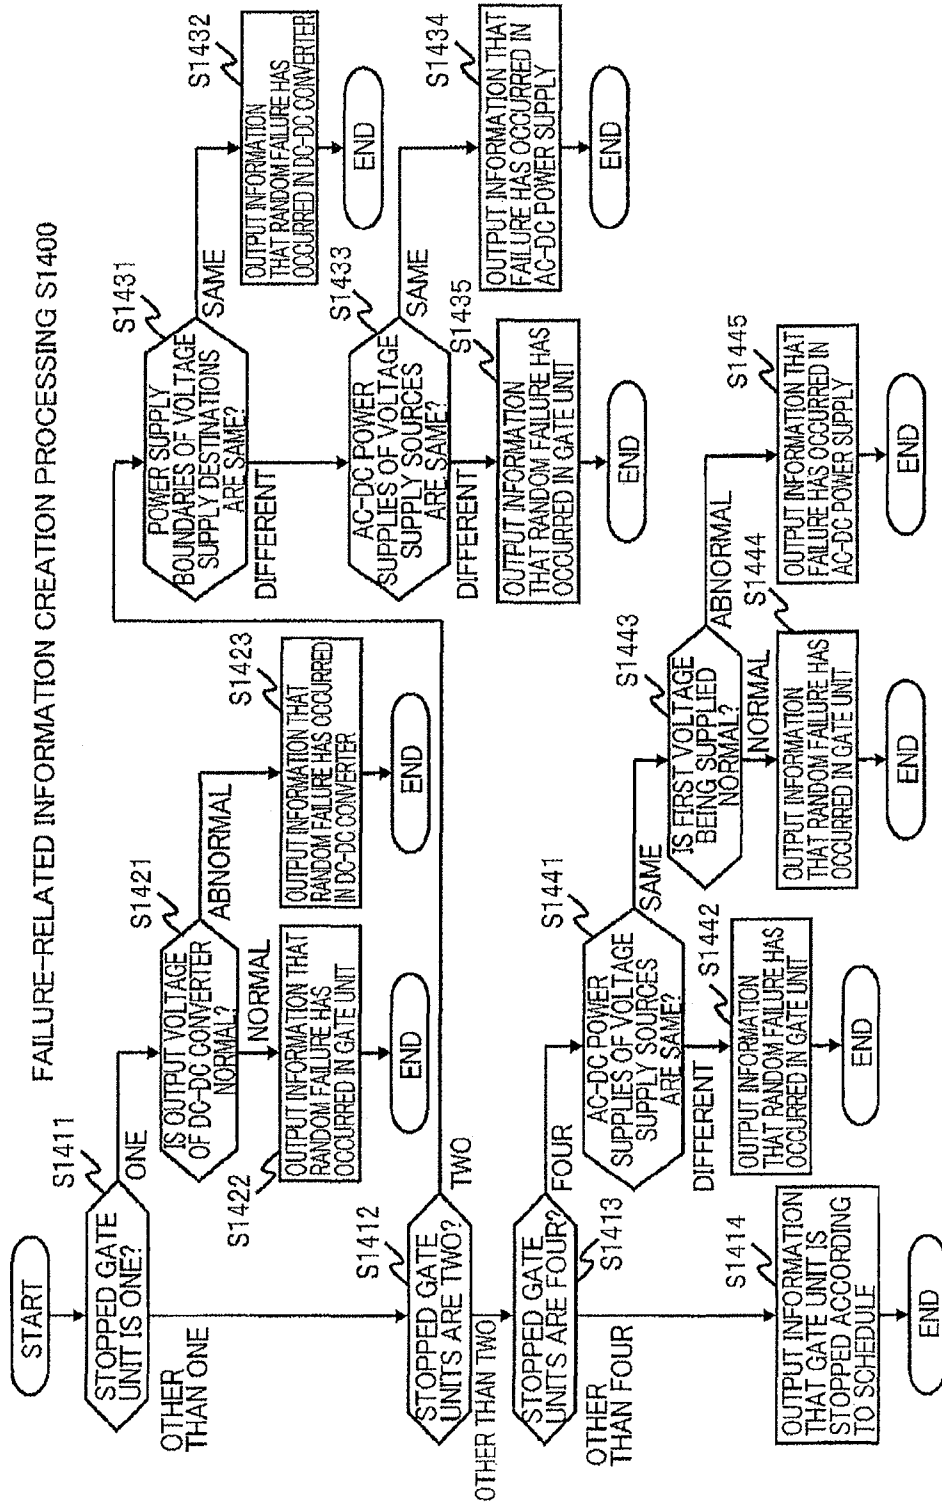 FAILURE-RELATED INFORMATION CREATION PROCESSING S1400
START
S1411
STOPPED GATE
UNIT IS ONE?
ONE
OTHER
THAN ONE
S1421
IS OUTPUT VOLTAGE
OF DC-DC CONVERTER
NORMAL?
ABNORMAL
NORMAL
S1422
OUTPUT INFORMATION THAT
RANDOM FAILURE HAS
OCCURRED IN GATE UNIT
END
S1423
OUTPUT INFORMATION THAT
RANDOM FAILURE HAS OCCURRED
IN DC-DC CONVERTER
END
S1412
STOPPED GATE
UNITS ARE TWO?
TWO
OTHER THAN TWO
S1431
POWER SUPPLY
BOUNDARIES OF VOLTAGE
SUPPLY DESTINATIONS
ARE SAME?
SAME
DIFFERENT
S1432
OUTPUT INFORMATION
THAT RANDOM FAILURE HAS
OCCURRED IN DC-DC CONVERTER
END
S1433
AC-DC POWER
SUPPLIES OF VOLTAGE
SUPPLY SOURCES
ARE SAME?
SAME
DIFFERENT
S1434
OUTPUT INFORMATION THAT
FAILURE HAS OCCURRED IN
AC-DC POWER SUPPLY
END
S1435
OUTPUT INFORMATION
THAT RANDOM FAILURE HAS
OCCURRED IN GATE UNIT
END
STOPPED GATE
UNITS ARE FOUR?
S1413
FOUR
OTHER
THAN FOUR
S1441
AC-DC POWER
SUPPLIES OF VOLTAGE
SUPPLY SOURCES
ARE SAME?
SAME
DIFFERENT
S1442
OUTPUT INFORMATION
THAT RANDOM FAILURE HAS
OCCURRED IN GATE UNIT
END
S1443
IS FIRST VOLTAGE
BEING SUPPLIED
NORMAL?
ABNORMAL
NORMAL
S1444
OUTPUT INFORMATION
THAT RANDOM FAILURE HAS
OCCURRED IN GATE UNIT
END
S1445
OUTPUT INFORMATION THAT
FAILURE HAS OCCURRED IN
AC-DC POWER SUPPLY
END
S1414
OUTPUT INFORMATION
THAT GATE UNIT IS
STOPPED ACCORDING
TO SCHEDULE
END